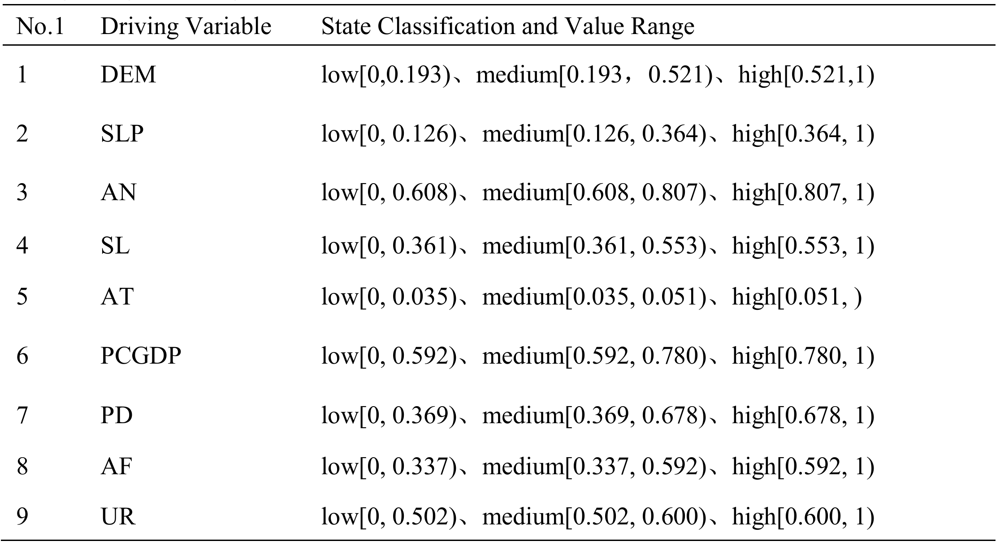 No.1 Driving Variable State Classification and Value Range
1 DEM low[0,0.193)、medium[0.193，0.521)、high[0.521,1)
2 SLP low[0, 0.126)、medium[0.126, 0.364)、high[0.364, 1)
3 AN low[0, 0.608)、medium[0.608, 0.807)、high[0.807, 1)
4 SL low[0, 0.361)、medium[0.361, 0.553)、high[0.553, 1)
5 AT low[0, 0.035)、medium[0.035, 0.051)、high[0.051, )
6 PCGDP low[0, 0.592)、medium[0.592, 0.780)、high[0.780, 1)
7 PD low[0, 0.369)、medium[0.369, 0.678)、high[0.678, 1)
8 AF low[0, 0.337)、medium[0.337, 0.592)、high[0.592, 1)
9 UR low[0, 0.502)、medium[0.502, 0.600)、high[0.600, 1)